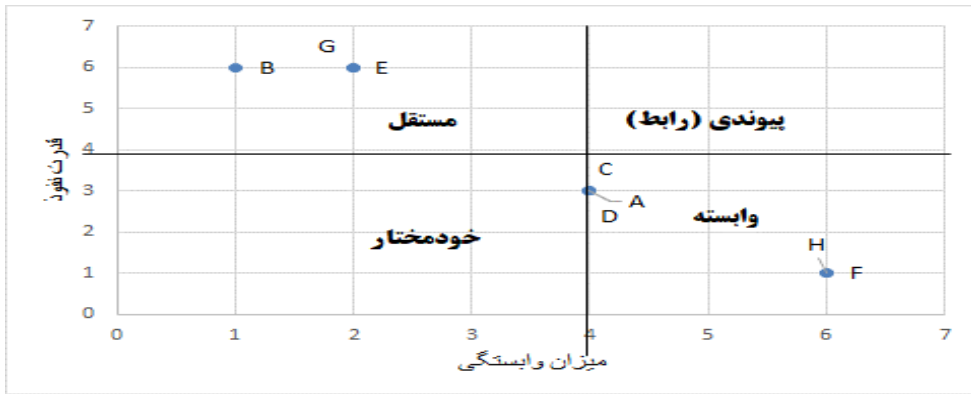 7
6
5
4
3
2
1
0
قدرت نفوذ
G
B
E
مستقل
پیوندی (رابط)
C
A
D
وابسته
خودمختار
H
F
0 1 2 3 4 5 6 7
میزان وابستگی